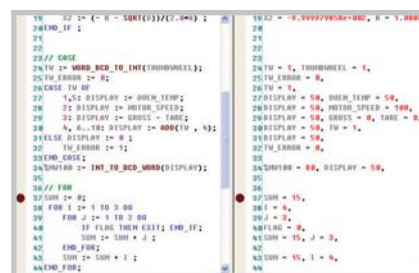 19 X2 := (- B - SQRT(D))/(2.0*A) ;
20 END_IF ;
21
22
23 // CASE
24 TW := WORD_BCD_TO_INT(THUMBWHEEL);
25 TW_ERROR := 0;
26 CASE TW OF
27 1,5: DISPLAY := OVEN_TEMP;
28 2: DISPLAY := MOTOR_SPEED;
29 3: DISPLAY := GROSS - TARE;
30 4, 6..10: DISPLAY := ADD(TW , 4);
31 ELSE DISPLAY := 0 ;
32 TW_ERROR := 1;
33 END_CASE;
34 %MW100 := INT_TO_BCD_WORD(DISPLAY);
35
36 // FOR
37 SUM := 0;
38 FOR I := 1 TO 3 DO
39 FOR J := 1 TO 2 DO
40 IF FLAG THEN EXIT; END_IF;
41 SUM := SUM + J ;
42 END_FOR;
43 SUM := SUM + I ;
44 END_FOR;
19 X2 =
20
21
22
23
24 TW = 1, THUMBWHEEL = 1,
25 TW_ERROR = 0,
26 TW = 1,
27 DISPLAY = 50, OVEN_TEMP = 50,
28 DISPLAY = 50, MOTOR_SPEED = 100,
29 DISPLAY = 50, GROSS = 0, TARE = 0,
30 DISPLAY = 50, TW = 1,
31 DISPLAY = 50,
32 TW_ERROR = 0,
33
34 %MW100 = 80, DISPLAY = 50,
35
36
37 SUM = 15,
38 I = 4,
39 J = 3,
40 FLAG = 0,
41 SUM = 15, J = 3,
42
43 SUM = 15, I = 4,
44